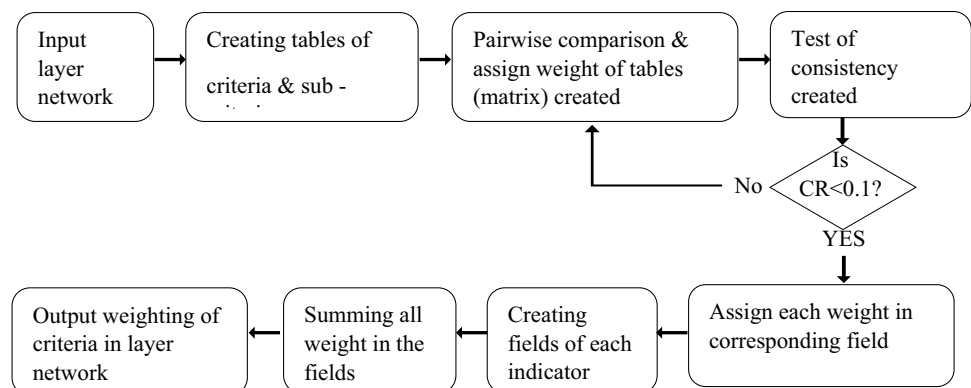 Input
layer
network
Creating tables of
criteria & sub -
Pairwise comparison &
assign weight of tables
(matrix) created
Test of
consistency
created
Is
CR<0.1?
No
YES
Assign each weight in
corresponding field
Creating
fields of each
indicator
Summing all
weight in the
fields
Output weighting of
criteria in layer
network